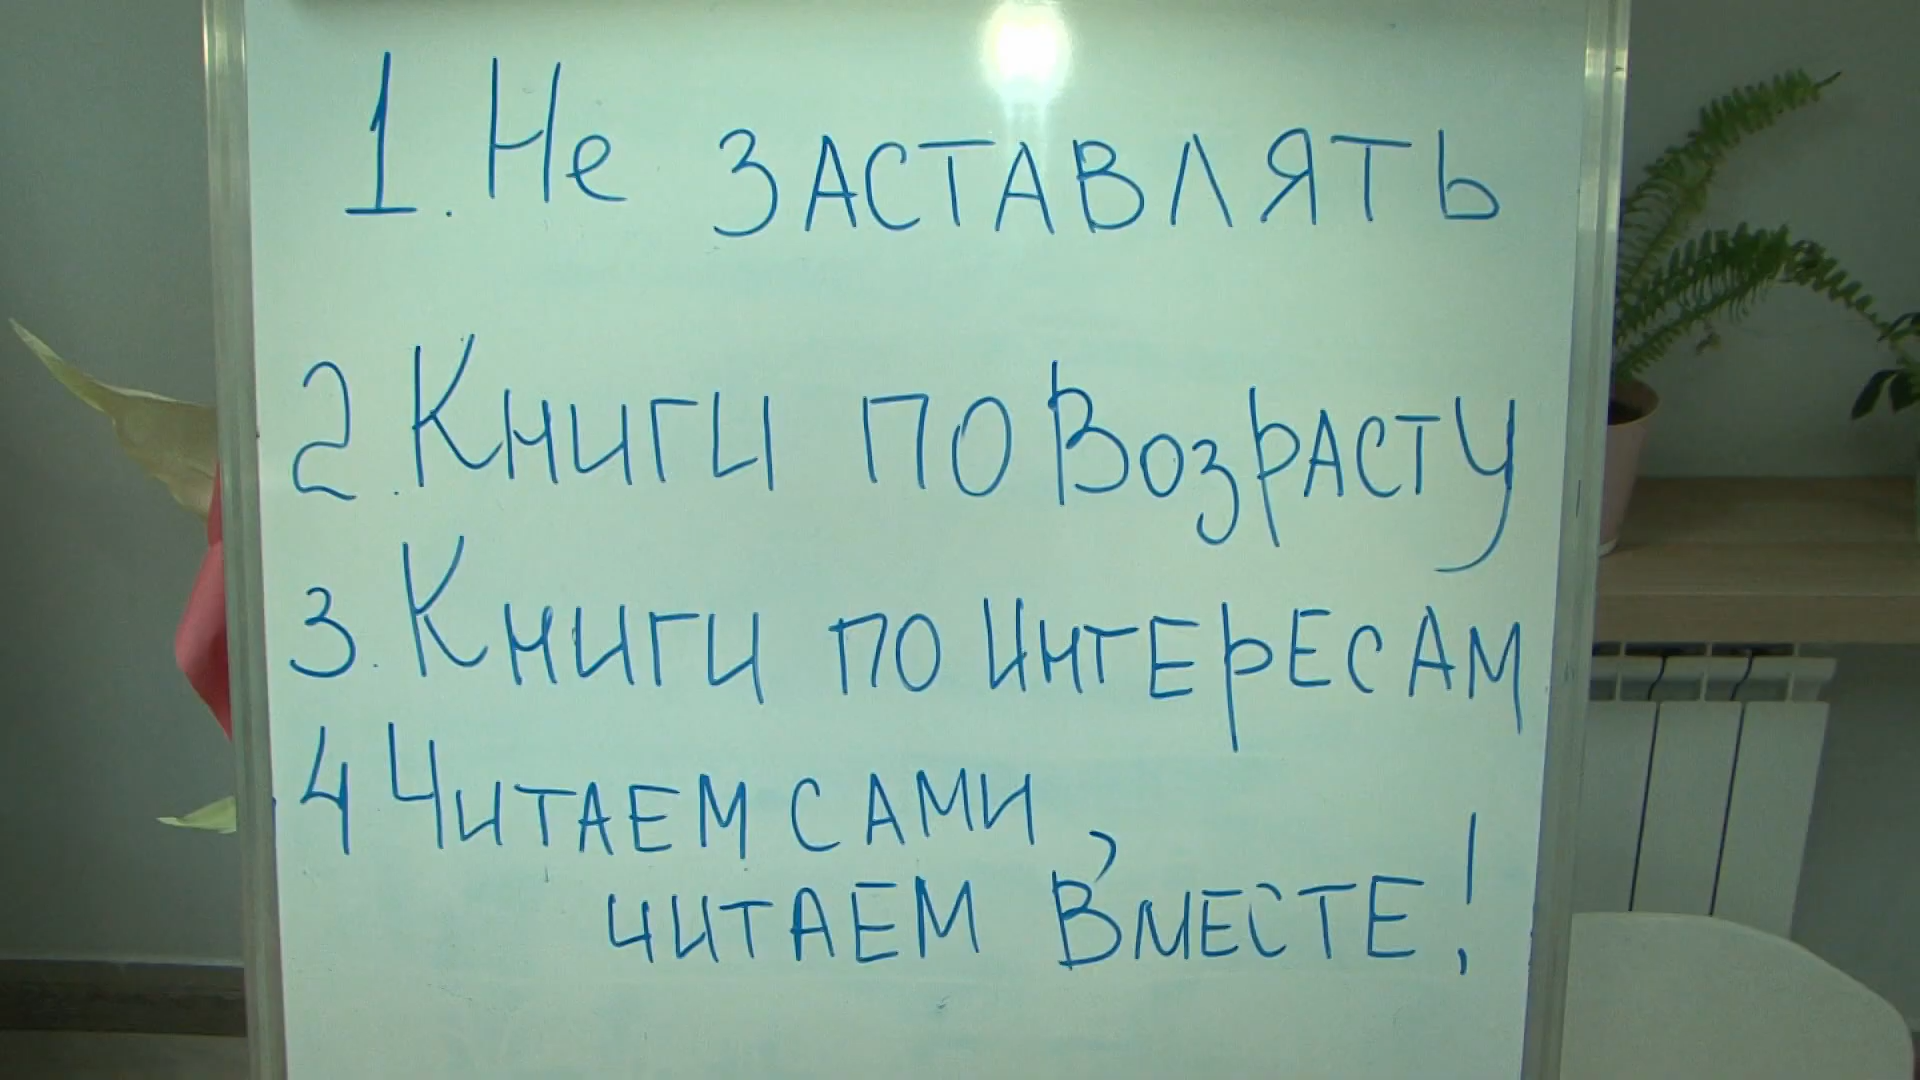 1. Не ЗАСТАВЛЯТЬ
2. Книги по Возрасту
3. Книги по Интересам
4 Читаем сами,
читаем Вместе!